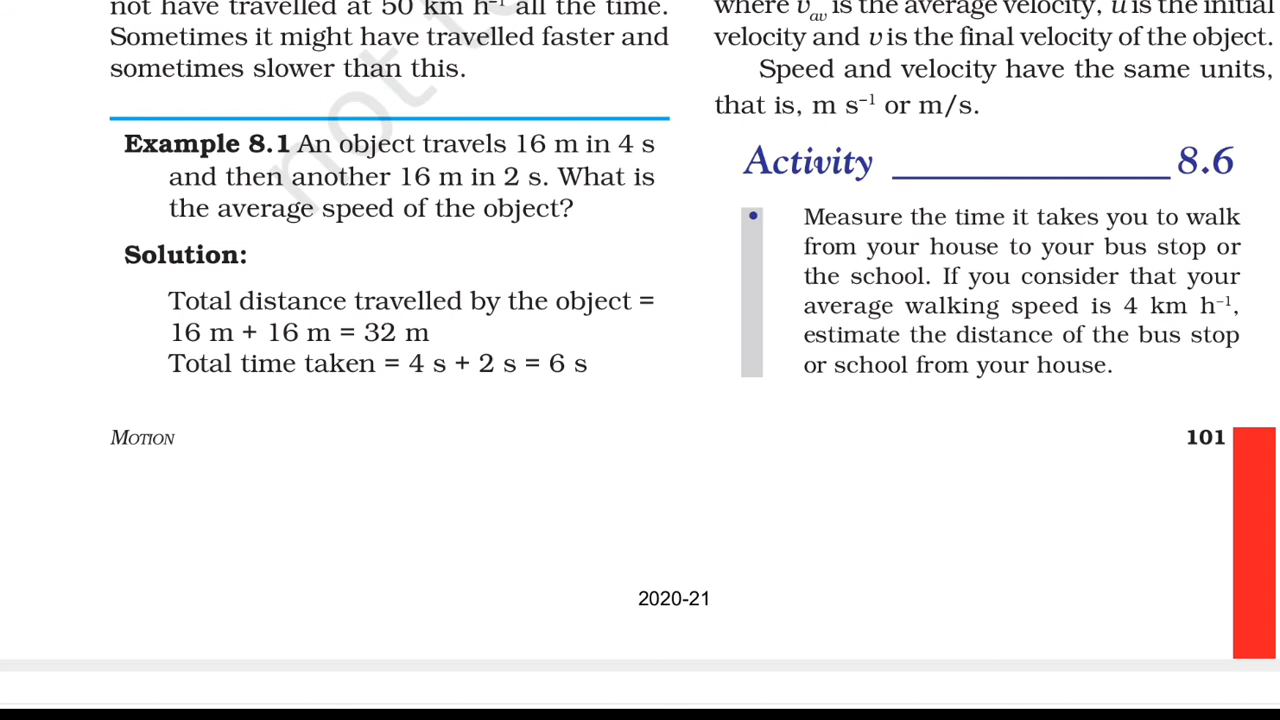 not have travelled at 50 km h⁻¹ all the time.
Sometimes it might have travelled faster and
sometimes slower than this.
Example 8.1 An object travels 16 m in 4 s
and then another 16 m in 2 s. What is
the average speed of the object?
Solution:
Total distance travelled by the object =
16 m + 16 m = 32 m
Total time taken = 4 s + 2 s = 6 s
MOTION
where v_av is the average velocity, u is the initial
velocity and v is the final velocity of the object.
Speed and velocity have the same units,
that is, m s⁻¹ or m/s.
Activity 8.6
• Measure the time it takes you to walk
from your house to your bus stop or
the school. If you consider that your
average walking speed is 4 km h⁻¹,
estimate the distance of the bus stop
or school from your house.
101
2020-21
not t